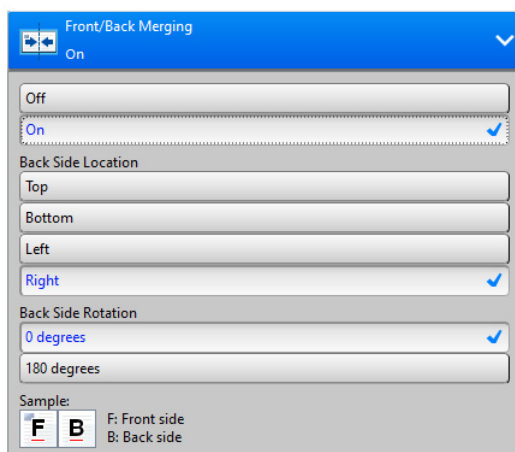 Front/Back Merging
On
Off
On
Back Side Location
Top
Bottom
Left
Right
Back Side Rotation
0 degrees
180 degrees
Sample:
F B
F: Front side
B: Back side